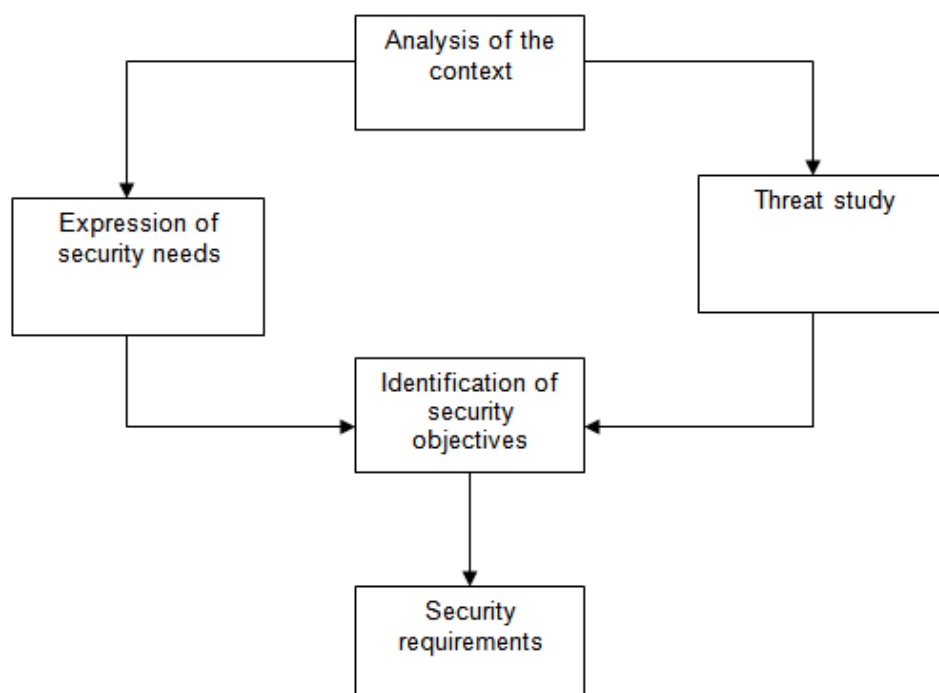 Analysis of the
context
Expression of
security needs
Threat study
Identification of
security
objectives
Security
requirements